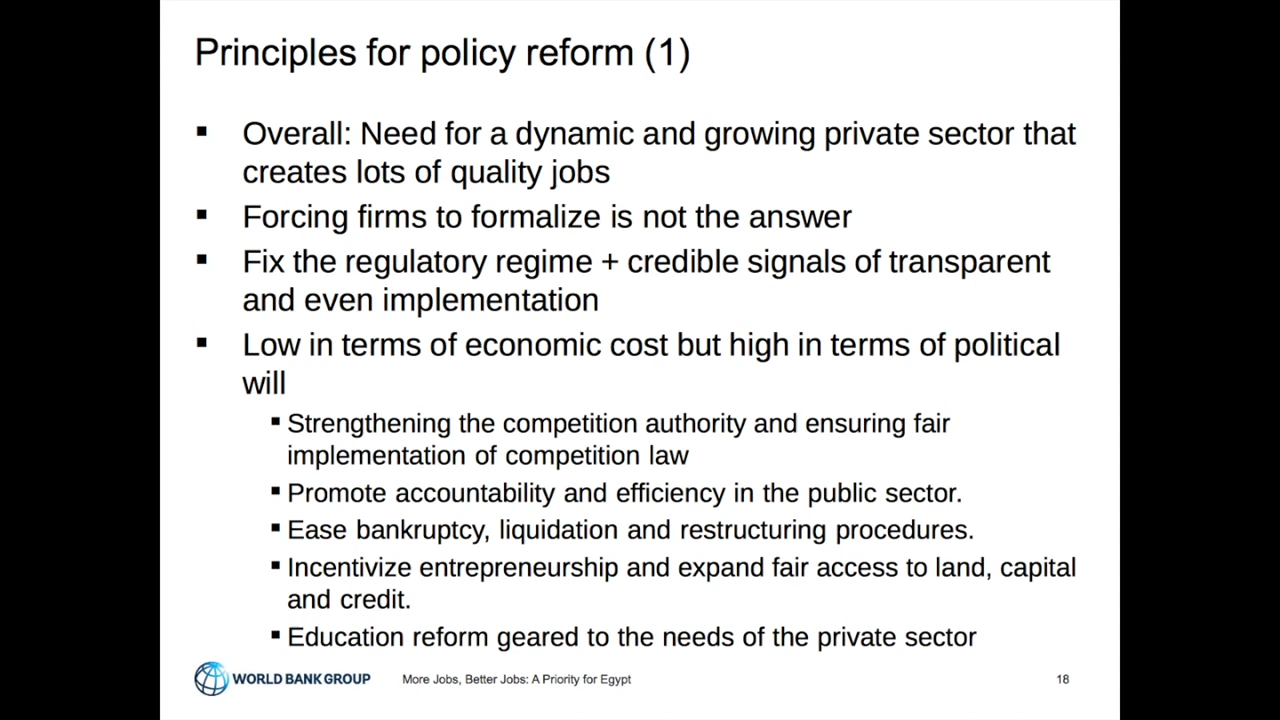 Principles for policy reform (1)
▪ Overall: Need for a dynamic and growing private sector that
creates lots of quality jobs
▪ Forcing firms to formalize is not the answer
▪ Fix the regulatory regime + credible signals of transparent
and even implementation
▪ Low in terms of economic cost but high in terms of political
will
▪ Strengthening the competition authority and ensuring fair
implementation of competition law
▪ Promote accountability and efficiency in the public sector.
▪ Ease bankruptcy, liquidation and restructuring procedures.
▪ Incentivize entrepreneurship and expand fair access to land, capital
and credit.
▪ Education reform geared to the needs of the private sector
WORLD BANK GROUP More Jobs, Better Jobs: A Priority for Egypt 18